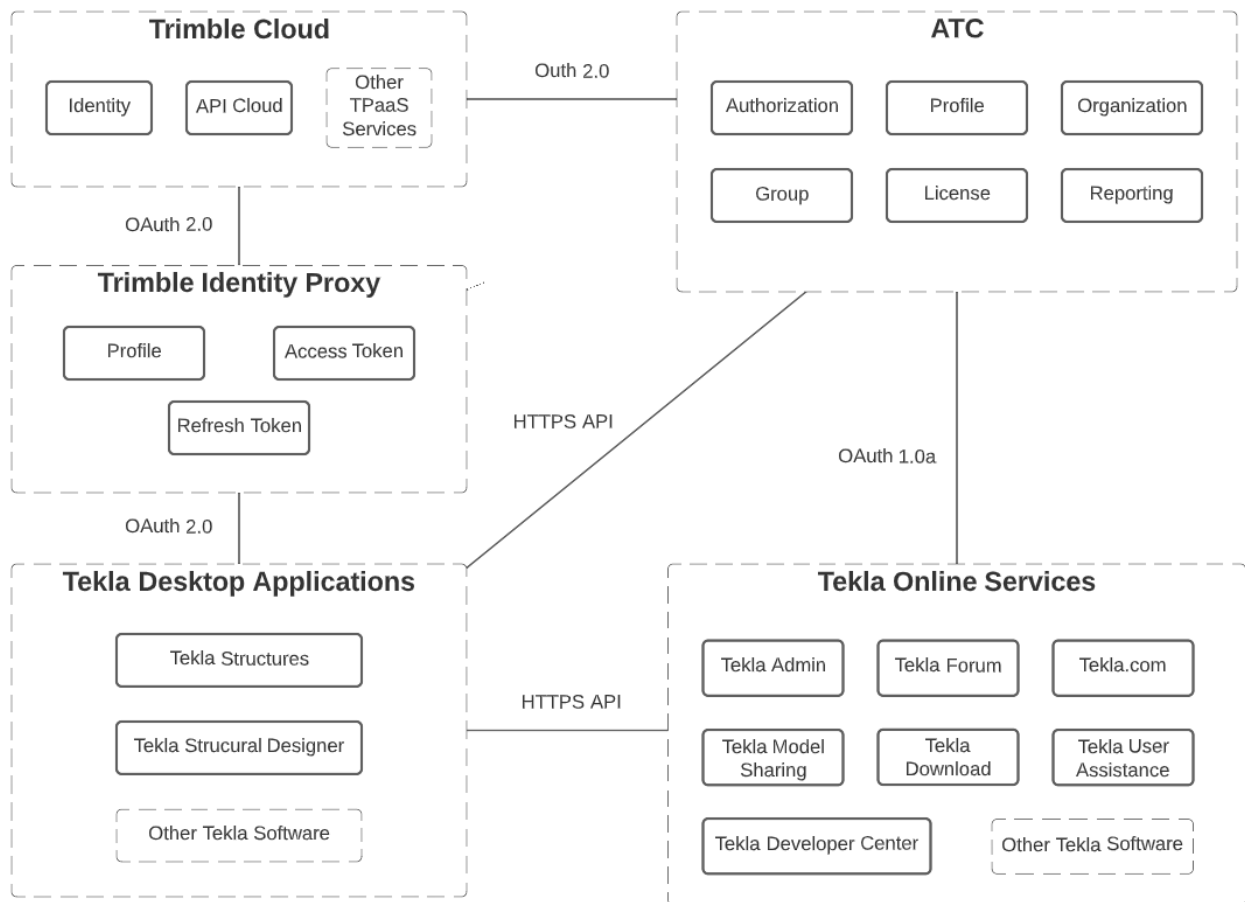 Trimble Cloud
Identity
API Cloud
Other
TPaaS
Services
Outh 2.0
ATC
Authorization
Profile
Organization
Group
License
Reporting
OAuth 2.0
Trimble Identity Proxy
Profile
Access Token
Refresh Token
HTTPS API
OAuth 1.0a
OAuth 2.0
Tekla Desktop Applications
Tekla Structures
Tekla Strucural Designer
Other Tekla Software
HTTPS API
Tekla Online Services
Tekla Admin
Tekla Forum
Tekla.com
Tekla Model
Sharing
Tekla
Download
Tekla User
Assistance
Tekla Developer Center
Other Tekla Software